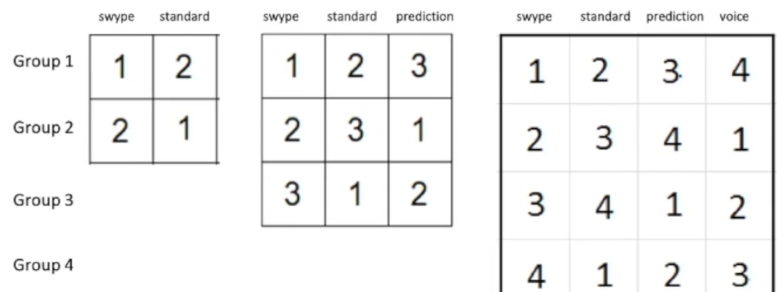 swype standard swype standard prediction swype standard prediction voice
Group 1 1 2 1 2 3 1 2 3 4
Group 2 2 1 2 3 1 2 3 4 1
Group 3 3 1 2 3 4 1 2
Group 4 4 1 2 3